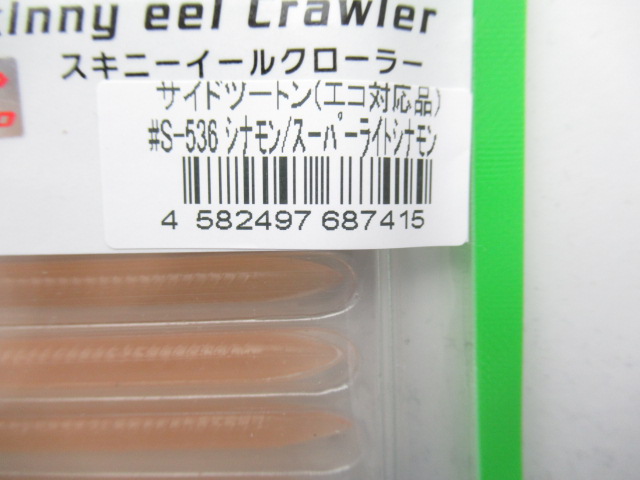 inny eel Crawler
スキニーイールクローラー
サイドツートン(エコ対応品)
#S-536 シナモン/スーパーライトシナモン
4 582497 687415